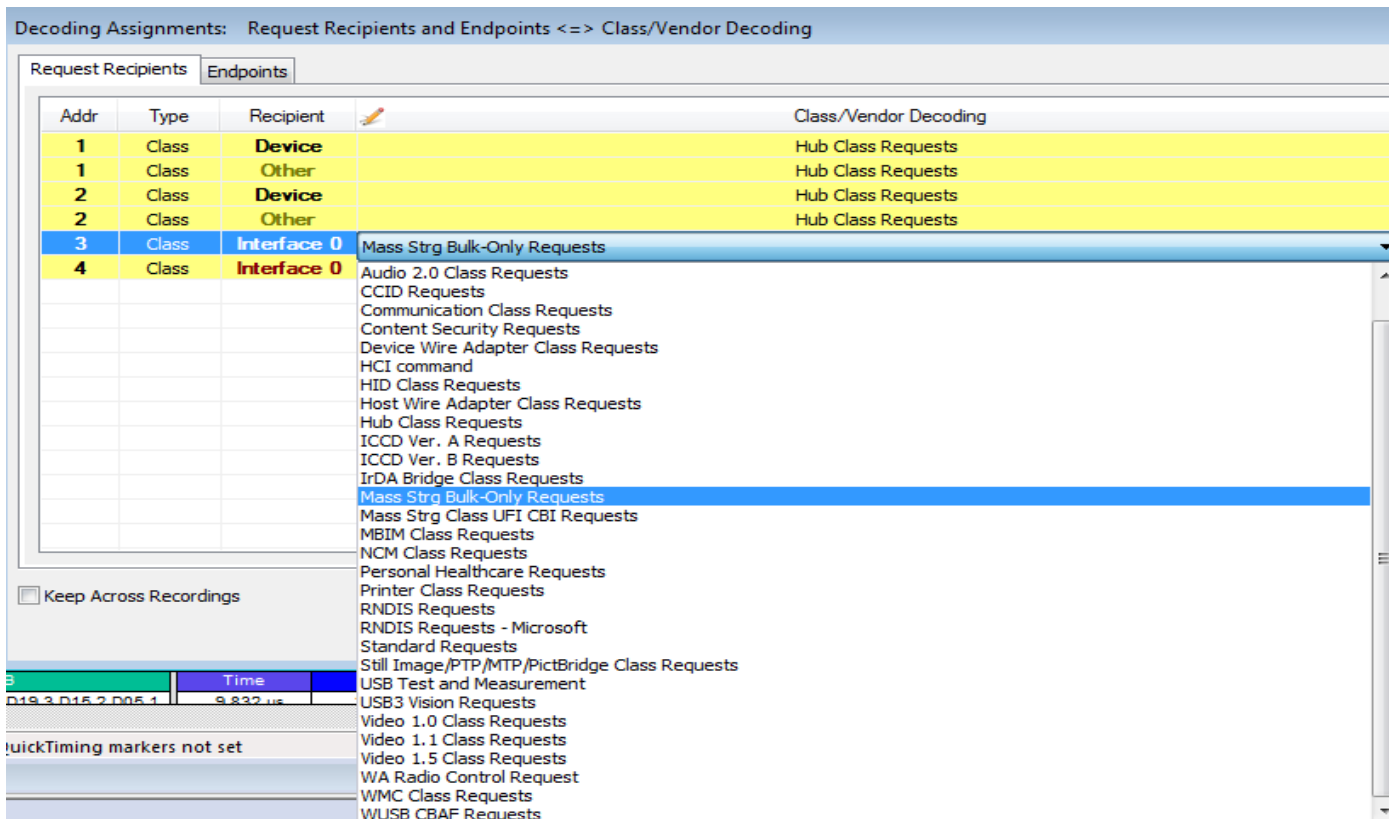 Decoding Assignments: Request Recipients and Endpoints <=> Class/Vendor Decoding
Request Recipients Endpoints
Addr Type Recipient Class/Vendor Decoding
1 Class Device Hub Class Requests
1 Class Other Hub Class Requests
2 Class Device Hub Class Requests
2 Class Other Hub Class Requests
3 Class Interface 0 Mass Strg Bulk-Only Requests
4 Class Interface 0
Audio 2.0 Class Requests
CCID Requests
Communication Class Requests
Content Security Requests
Device Wire Adapter Class Requests
HCI command
HID Class Requests
Host Wire Adapter Class Requests
Hub Class Requests
ICCD Ver. A Requests
ICCD Ver. B Requests
IrDA Bridge Class Requests
Mass Strg Bulk-Only Requests
Mass Strg Class UFI CBI Requests
MBIM Class Requests
NCM Class Requests
Personal Healthcare Requests
Printer Class Requests
RNDIS Requests
RNDIS Requests - Microsoft
Standard Requests
Still Image/PTP/MTP/PictBridge Class Requests
USB Test and Measurement
USB3 Vision Requests
Video 1.0 Class Requests
Video 1.1 Class Requests
Video 1.5 Class Requests
WA Radio Control Request
WMC Class Requests
WUSB CBAF Requests
Keep Across Recordings
Time
D19.3 D15.2 D05.1 9.832 us
QuickTiming markers not set